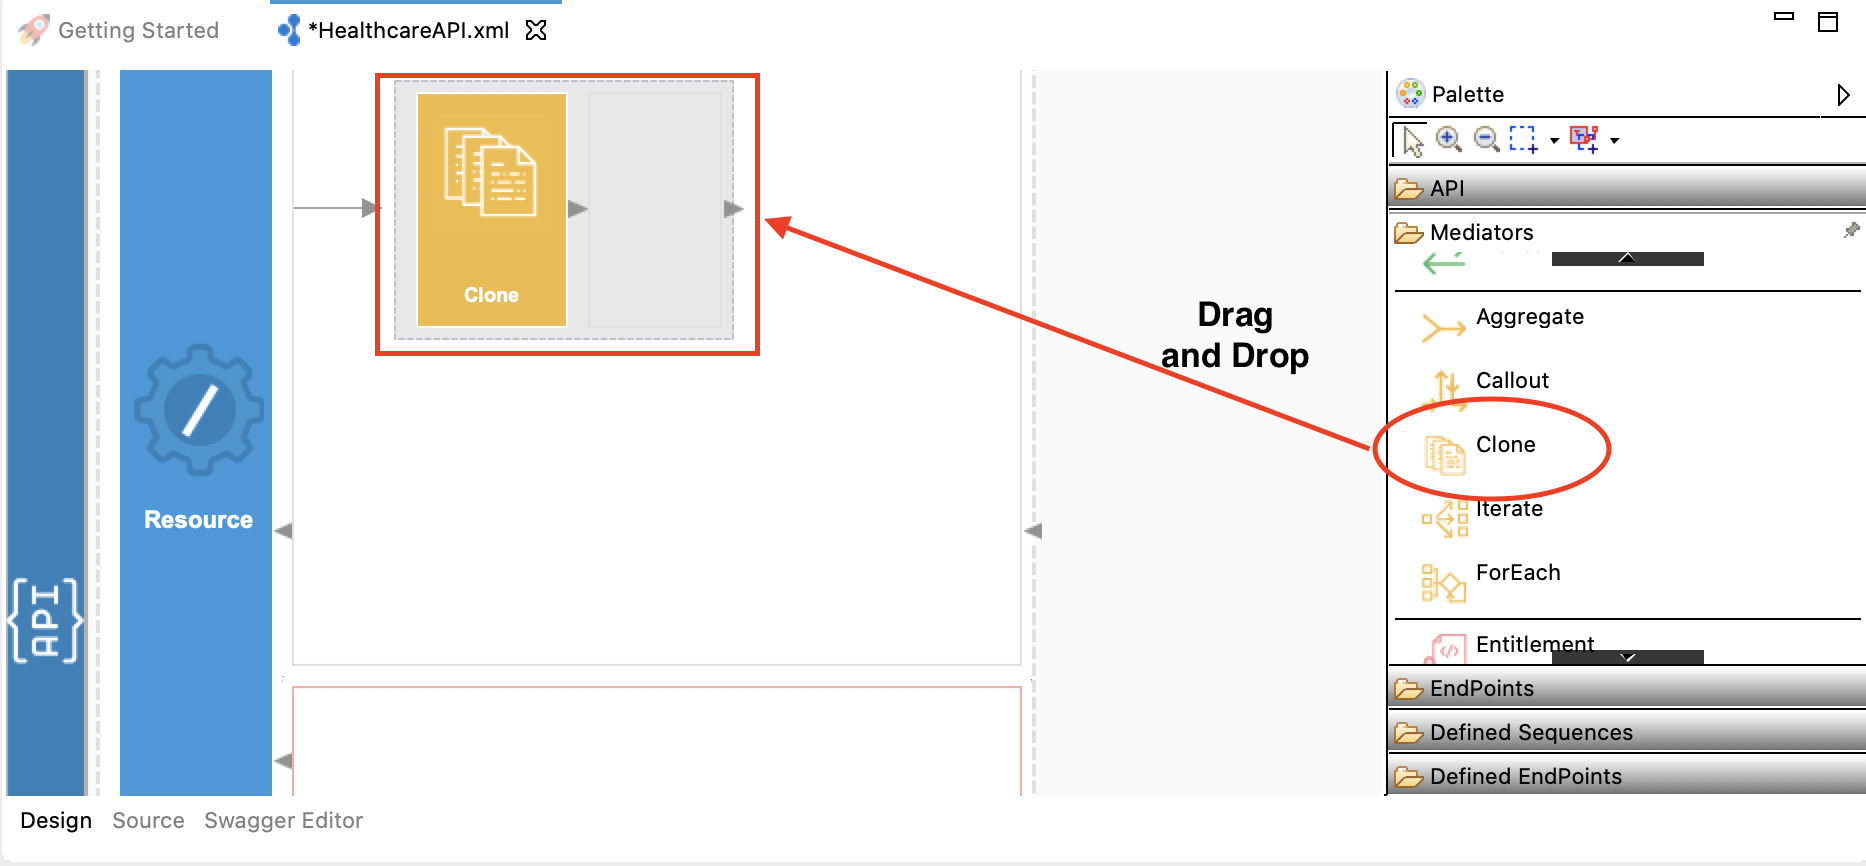 Getting Started
*HealthcareAPI.xml
Palette
API
Mediators
Aggregate
Callout
Clone
Iterate
ForEach
Entitlement
EndPoints
Defined Sequences
Defined EndPoints
Clone
Drag
and Drop
Resource
{API}
Design Source Swagger Editor